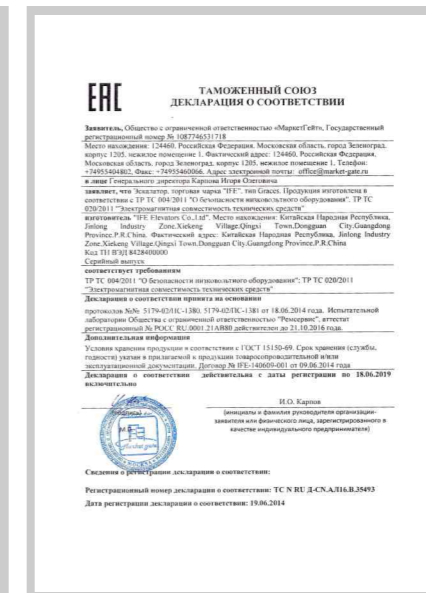 ЕАС
ТАМОЖЕННЫЙ СОЮЗ
ДЕКЛАРАЦИЯ О СООТВЕТСТВИИ
Заявитель, Общество с ограниченной ответственностью «МаркетГейт», Государственный
регистрационный номер № 1087746531718
Место нахождения: 124460, Российская Федерация, Московская область, город Зеленоград,
корпус 1205, нежилое помещение 1, Фактический адрес: 124460, Российская Федерация,
Московская область, город Зеленоград, корпус 1205, нежилое помещение 1, Телефон:
+74955404802, Факс: +74955460066, Адрес электронной почты: office@market-gate.ru
в лице Генерального директора Карпова Игоря Олеговича
заявляет, что Эскалатор, торговая марка "IFE", тип Graces. Продукция изготовлена в
соответствии с ТР ТС 004/2011 "О безопасности низковольтного оборудования", ТР ТС
020/2011 "Электромагнитная совместимость технических средств"
изготовитель "IFE Elevators Co.,Ltd". Место нахождения: Китайская Народная Республика,
Jinlong Industry Zone.Xiekeng Village.Qingxi Town.Dongguan City.Guangdong
Province.P.R.China. Фактический адрес: Китайская Народная Республика, Jinlong Industry
Zone.Xiekeng Village.Qingxi Town.Dongguan City.Guangdong Province.P.R.China
Код ТН ВЭД 8428400000
Серийный выпуск
соответствует требованиям
ТР ТС 004/2011 "О безопасности низковольтного оборудования"; ТР ТС 020/2011
"Электромагнитная совместимость технических средств"
Декларация о соответствии принята на основании
протоколов №№ 5179-02/ПС-1380, 5179-02/ПС-1381 от 18.06.2014 года. Испытательной
лаборатории Общества с ограниченной ответственностью "Ремсервис", аттестат
регистрационный № РОСС RU.0001.21АВ80 действителен до 21.10.2016 года.
Дополнительная информация
Условия хранения продукции в соответствии с ГОСТ 15150-69. Срок хранения (службы,
годности) указан в прилагаемой к продукции товаросопроводительной и/или
эксплуатационной документации. Договор № IFE-140609-001 от 09.06.2014 года
Декларация о соответствии действительна с даты регистрации по 18.06.2019
включительно
И.О. Карпов
(подпись)
(инициалы и фамилия руководителя организации-
заявителя или физического лица, зарегистрированного в
качестве индивидуального предпринимателя)
М.П.
Сведения о регистрации декларации о соответствии:
Регистрационный номер декларации о соответствии: ТС N RU Д-CN.АЛ16.В.35493
Дата регистрации декларации о соответствии: 19.06.2014